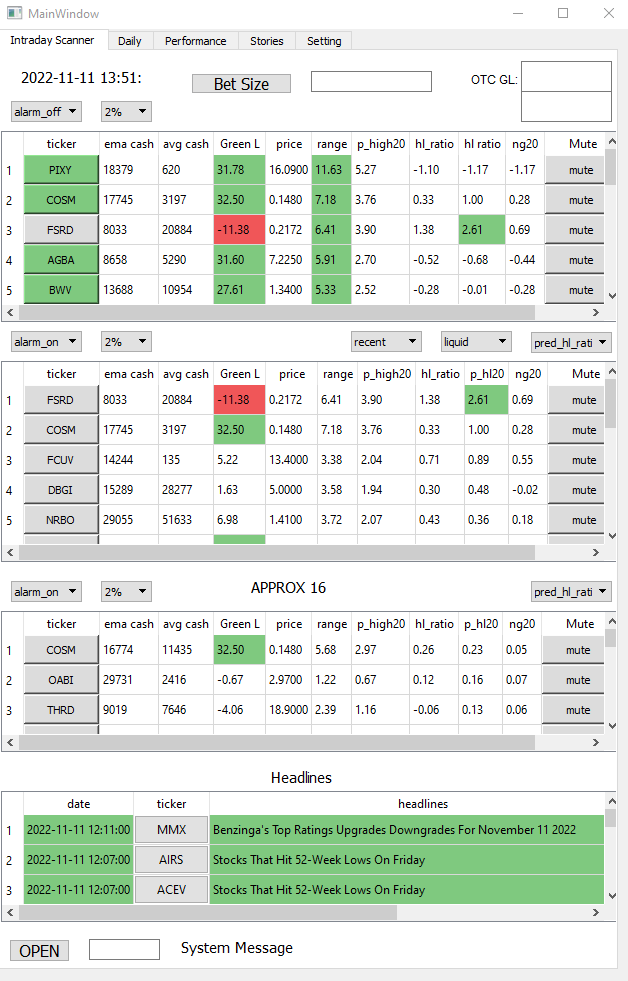 MainWindow
Intraday Scanner Daily Performance Stories Setting
2022-11-11 13:51: Bet Size OTC GL:
alarm_off 2%
ticker ema cash avg cash Green L price range p_high20 hl_ratio hl ratio ng20 Mute
1 PIXY 18379 620 31.78 16.0900 11.63 5.27 -1.10 -1.17 -1.17 mute
2 COSM 17745 3197 32.50 0.1480 7.18 3.76 0.33 1.00 0.28 mute
3 FSRD 8033 20884 -11.38 0.2172 6.41 3.90 1.38 2.61 0.69 mute
4 AGBA 8658 5290 31.60 7.2250 5.91 2.70 -0.52 -0.68 -0.44 mute
5 BWV 13688 10954 27.61 1.3400 5.33 2.52 -0.28 -0.01 -0.28 mute
alarm_on 2% recent liquid pred_hl_rati
ticker ema cash avg cash Green L price range p_high20 hl_ratio p_hl20 ng20 Mute
1 FSRD 8033 20884 -11.38 0.2172 6.41 3.90 1.38 2.61 0.69 mute
2 COSM 17745 3197 32.50 0.1480 7.18 3.76 0.33 1.00 0.28 mute
3 FCUV 14244 135 5.22 13.4000 3.38 2.04 0.71 0.89 0.55 mute
4 DBGI 15289 28277 1.63 5.0000 3.58 1.94 0.30 0.48 -0.02 mute
5 NRBO 29055 51633 6.98 1.4100 3.72 2.07 0.43 0.36 0.18 mute
alarm_on 2% APPROX 16 pred_hl_rati
ticker ema cash avg cash Green L price range p_high20 hl_ratio p_hl20 ng20 Mute
1 COSM 16774 11435 32.50 0.1480 5.68 2.97 0.26 0.23 0.05 mute
2 OABI 29731 2416 -0.67 2.9700 1.22 0.67 0.12 0.16 0.07 mute
3 THRD 9019 7646 -4.06 18.9000 2.39 1.16 -0.06 0.13 0.06 mute
Headlines
date ticker headlines
1 2022-11-11 12:11:00 MMX Benzinga's Top Ratings Upgrades Downgrades For November 11 2022
2 2022-11-11 12:07:00 AIRS Stocks That Hit 52-Week Lows On Friday
3 2022-11-11 12:07:00 ACEV Stocks That Hit 52-Week Lows On Friday
OPEN System Message